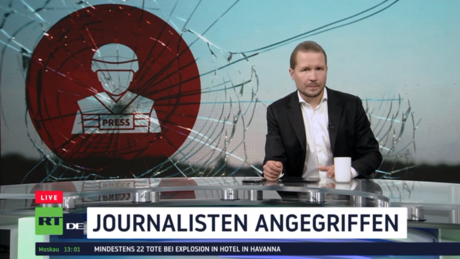 PRESS
LIVE
RT DE
JOURNALISTEN ANGEGRIFFEN
Moskau 13:01 MINDESTENS 22 TOTE BEI EXPLOSION IN HOTEL IN HAVANNA